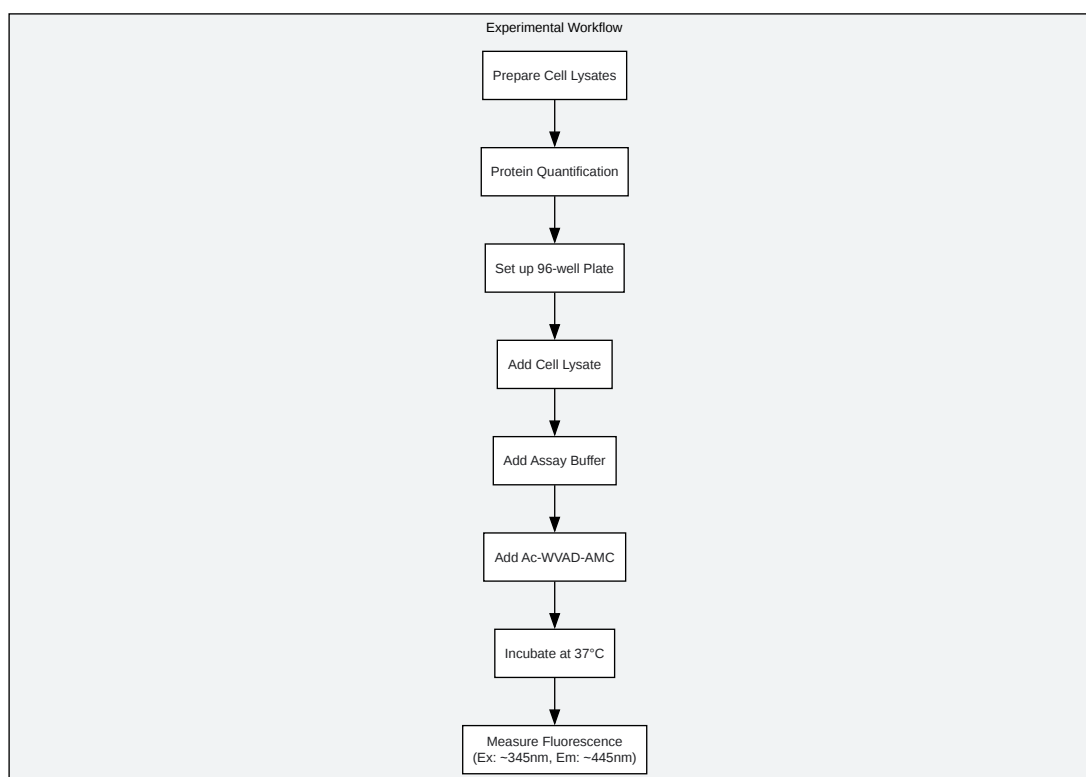 Experimental Workflow
Prepare Cell Lysates
Protein Quantification
Set up 96-well Plate
Add Cell Lysate
Add Assay Buffer
Add Ac-WVAD-AMC
Incubate at 37°C
Measure Fluorescence
(Ex: ~345nm, Em: ~445nm)